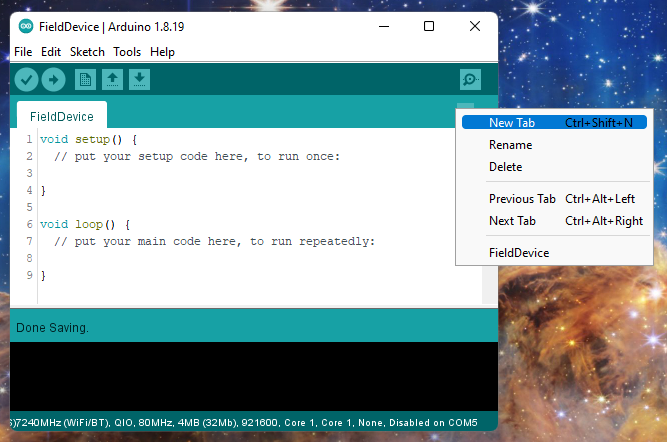 FieldDevice | Arduino 1.8.19
File Edit Sketch Tools Help
FieldDevice
1 void setup() {
2 // put your setup code here, to run once:
3
4 }
5
6 void loop() {
7 // put your main code here, to run repeatedly:
8
9 }
New Tab Ctrl+Shift+N
Rename
Delete
Previous Tab Ctrl+Alt+Left
Next Tab Ctrl+Alt+Right
FieldDevice
Done Saving.
)7240MHz (WiFi/BT), QIO, 80MHz, 4MB (32Mb), 921600, Core 1, Core 1, None, Disabled on COM5